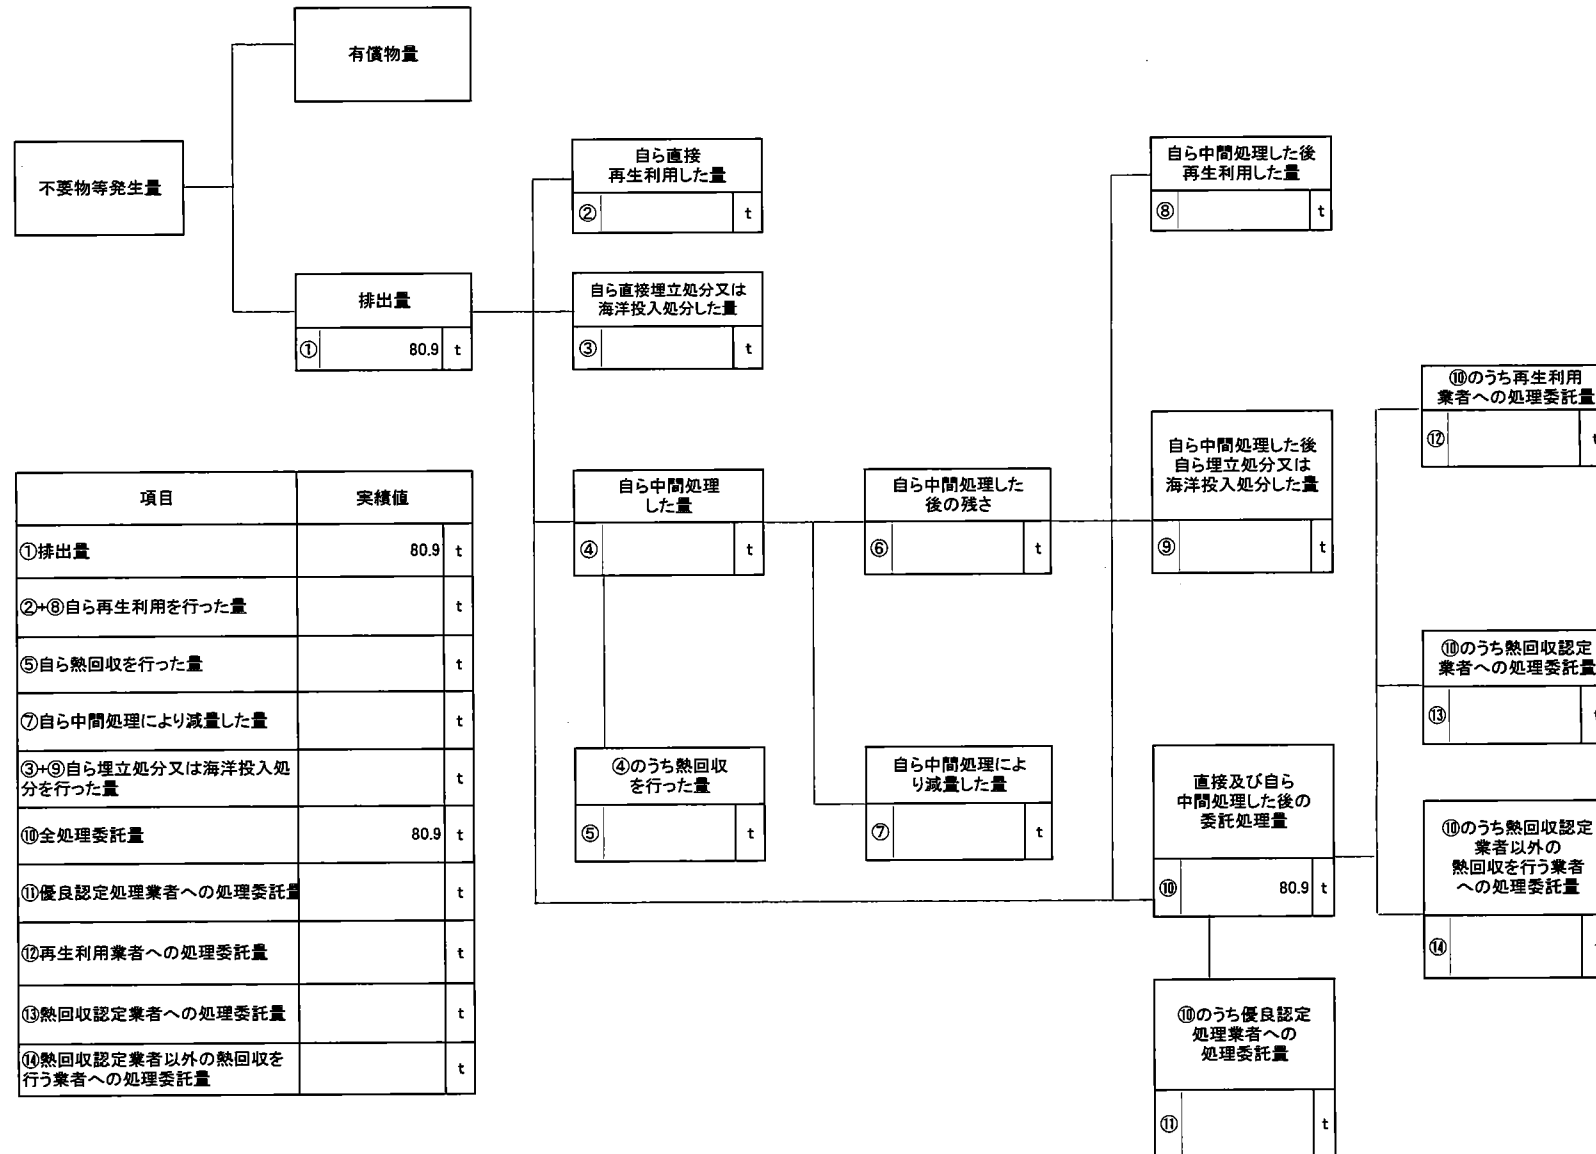 有償物量
不要物等発生量
排出量
① 80.9 t
自ら直接
再生利用した量
② t
自ら直接埋立処分又は
海洋投入処分した量
③ t
自ら中間処理
した量
④ t
④のうち熱回収
を行った量
⑤ t
自ら中間処理した
後の残さ
⑥ t
自ら中間処理によ
り減量した量
⑦ t
自ら中間処理した後
再生利用した量
⑧ t
自ら中間処理した後
自ら埋立処分又は
海洋投入処分した量
⑨ t
直接及び自ら
中間処理した後の
委託処理量
⑩ 80.9 t
⑩のうち優良認定
処理業者への
処理委託量
⑪ t
⑩のうち再生利用
業者への処理委託量
⑫ t
⑩のうち熱回収認定
業者への処理委託量
⑬
⑩のうち熱回収認定
業者以外の
熱回収を行う業者
への処理委託量
⑭
項目 実績値
①排出量 80.9 t
②+⑧自ら再生利用を行った量 t
⑤自ら熱回収を行った量 t
⑦自ら中間処理により減量した量 t
③+⑨自ら埋立処分又は海洋投入処
分を行った量 t
⑩全処理委託量 80.9 t
⑪優良認定処理業者への処理委託量 t
⑫再生利用業者への処理委託量 t
⑬熱回収認定業者への処理委託量 t
⑭熱回収認定業者以外の熱回収を
行う業者への処理委託量 t